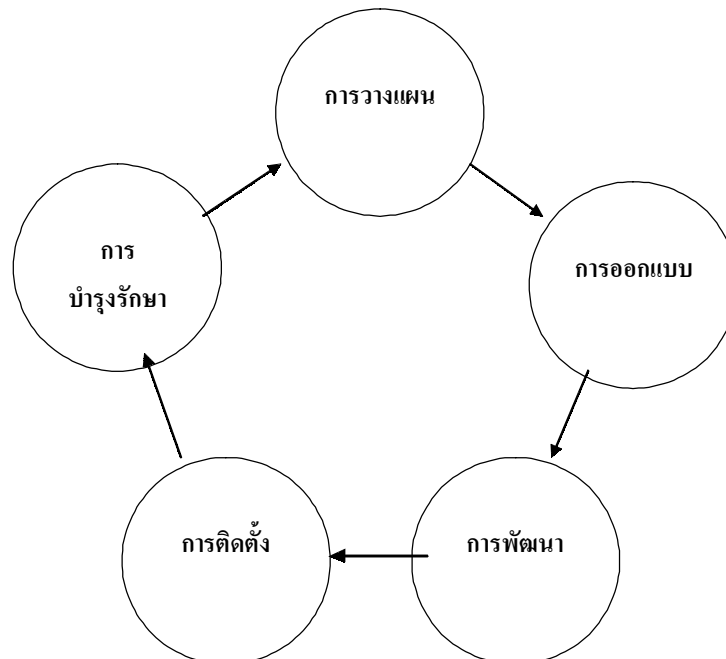 การวางแผน
การออกแบบ
การพัฒนา
การติดตั้ง
การ
บำรุงรักษา